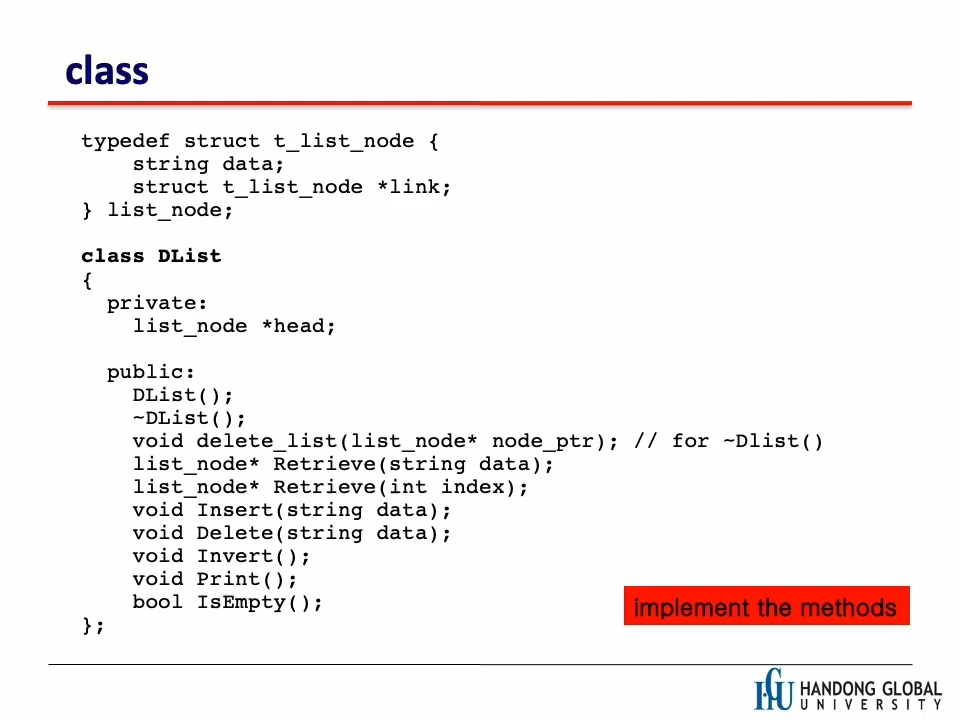 class
typedef struct t_list_node {
    string data;
    struct t_list_node *link;
} list_node;
class DList
{
  private:
    list_node *head;
  public:
    DList();
    ~DList();
    void delete_list(list_node* node_ptr); // for ~Dlist()
    list_node* Retrieve(string data);
    list_node* Retrieve(int index);
    void Insert(string data);
    void Delete(string data);
    void Invert();
    void Print();
    bool IsEmpty();
};
implement the methods
HGU HANDONG GLOBAL
UNIVERSITY